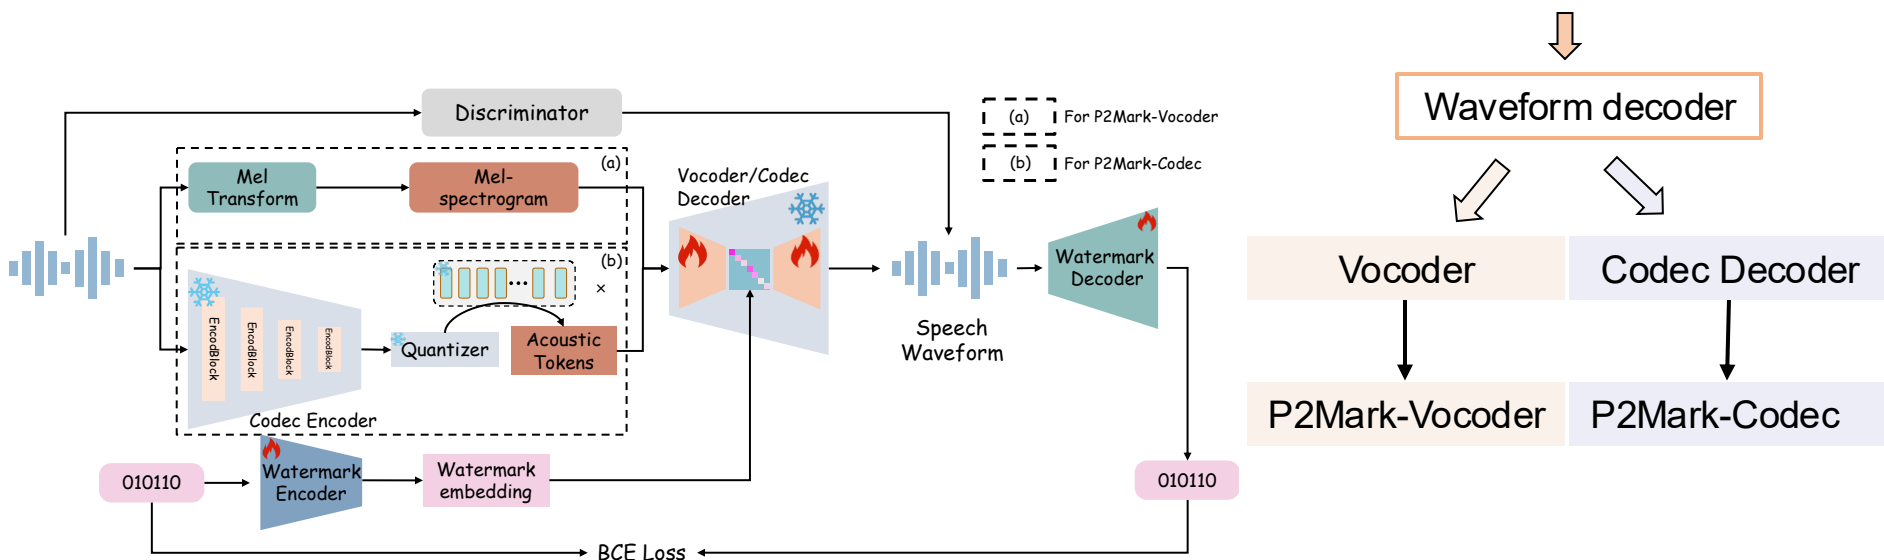 Discriminator
(a)
Mel
Transform
Mel-
spectrogram
(b)
×
EncodBlock
EncodBlock
EncodBlock
EncodBlock
Quantizer
Acoustic
Tokens
Codec Encoder
Vocoder/Codec
Decoder
010110
Watermark
Encoder
Watermark
embedding
BCE Loss
Speech
Waveform
Watermark
Decoder
010110
(a)
For P2Mark-Vocoder
(b)
For P2Mark-Codec
Waveform decoder
Vocoder
Codec Decoder
P2Mark-Vocoder
P2Mark-Codec